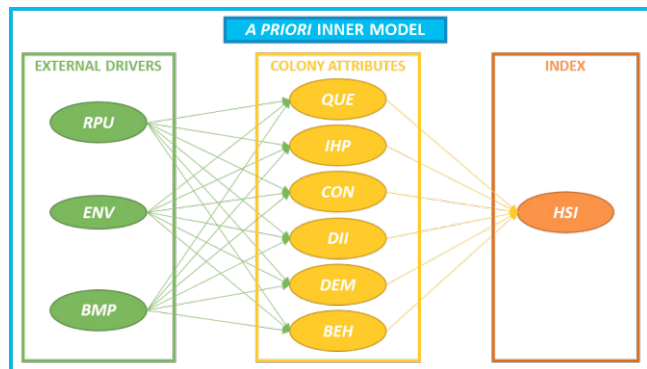 A PRIORI INNER MODEL
EXTERNAL DRIVERS
COLONY ATTRIBUTES
INDEX
RPU
ENV
BMP
QUE
IHP
CON
DII
DEM
BEH
HSI